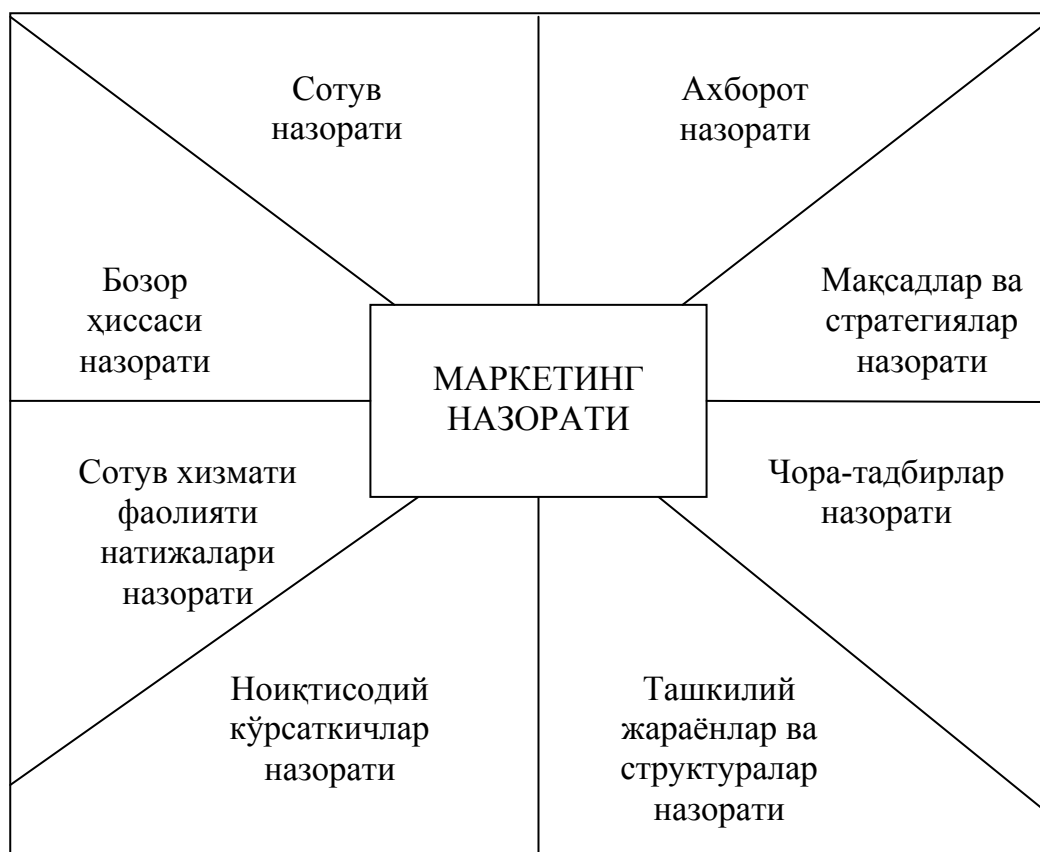 Сотув
назорати
Ахборот
назорати
Бозор
ҳиссаси
назорати
Мақсадлар ва
стратегиялар
назорати
МАРКЕТИНГ
НАЗОРАТИ
Сотув хизмати
фаолияти
натижалари
назорати
Чора-тадбирлар
назорати
Ноиқтисодий
кўрсаткичлар
назорати
Ташкилий
жараёнлар ва
структуралар
назорати